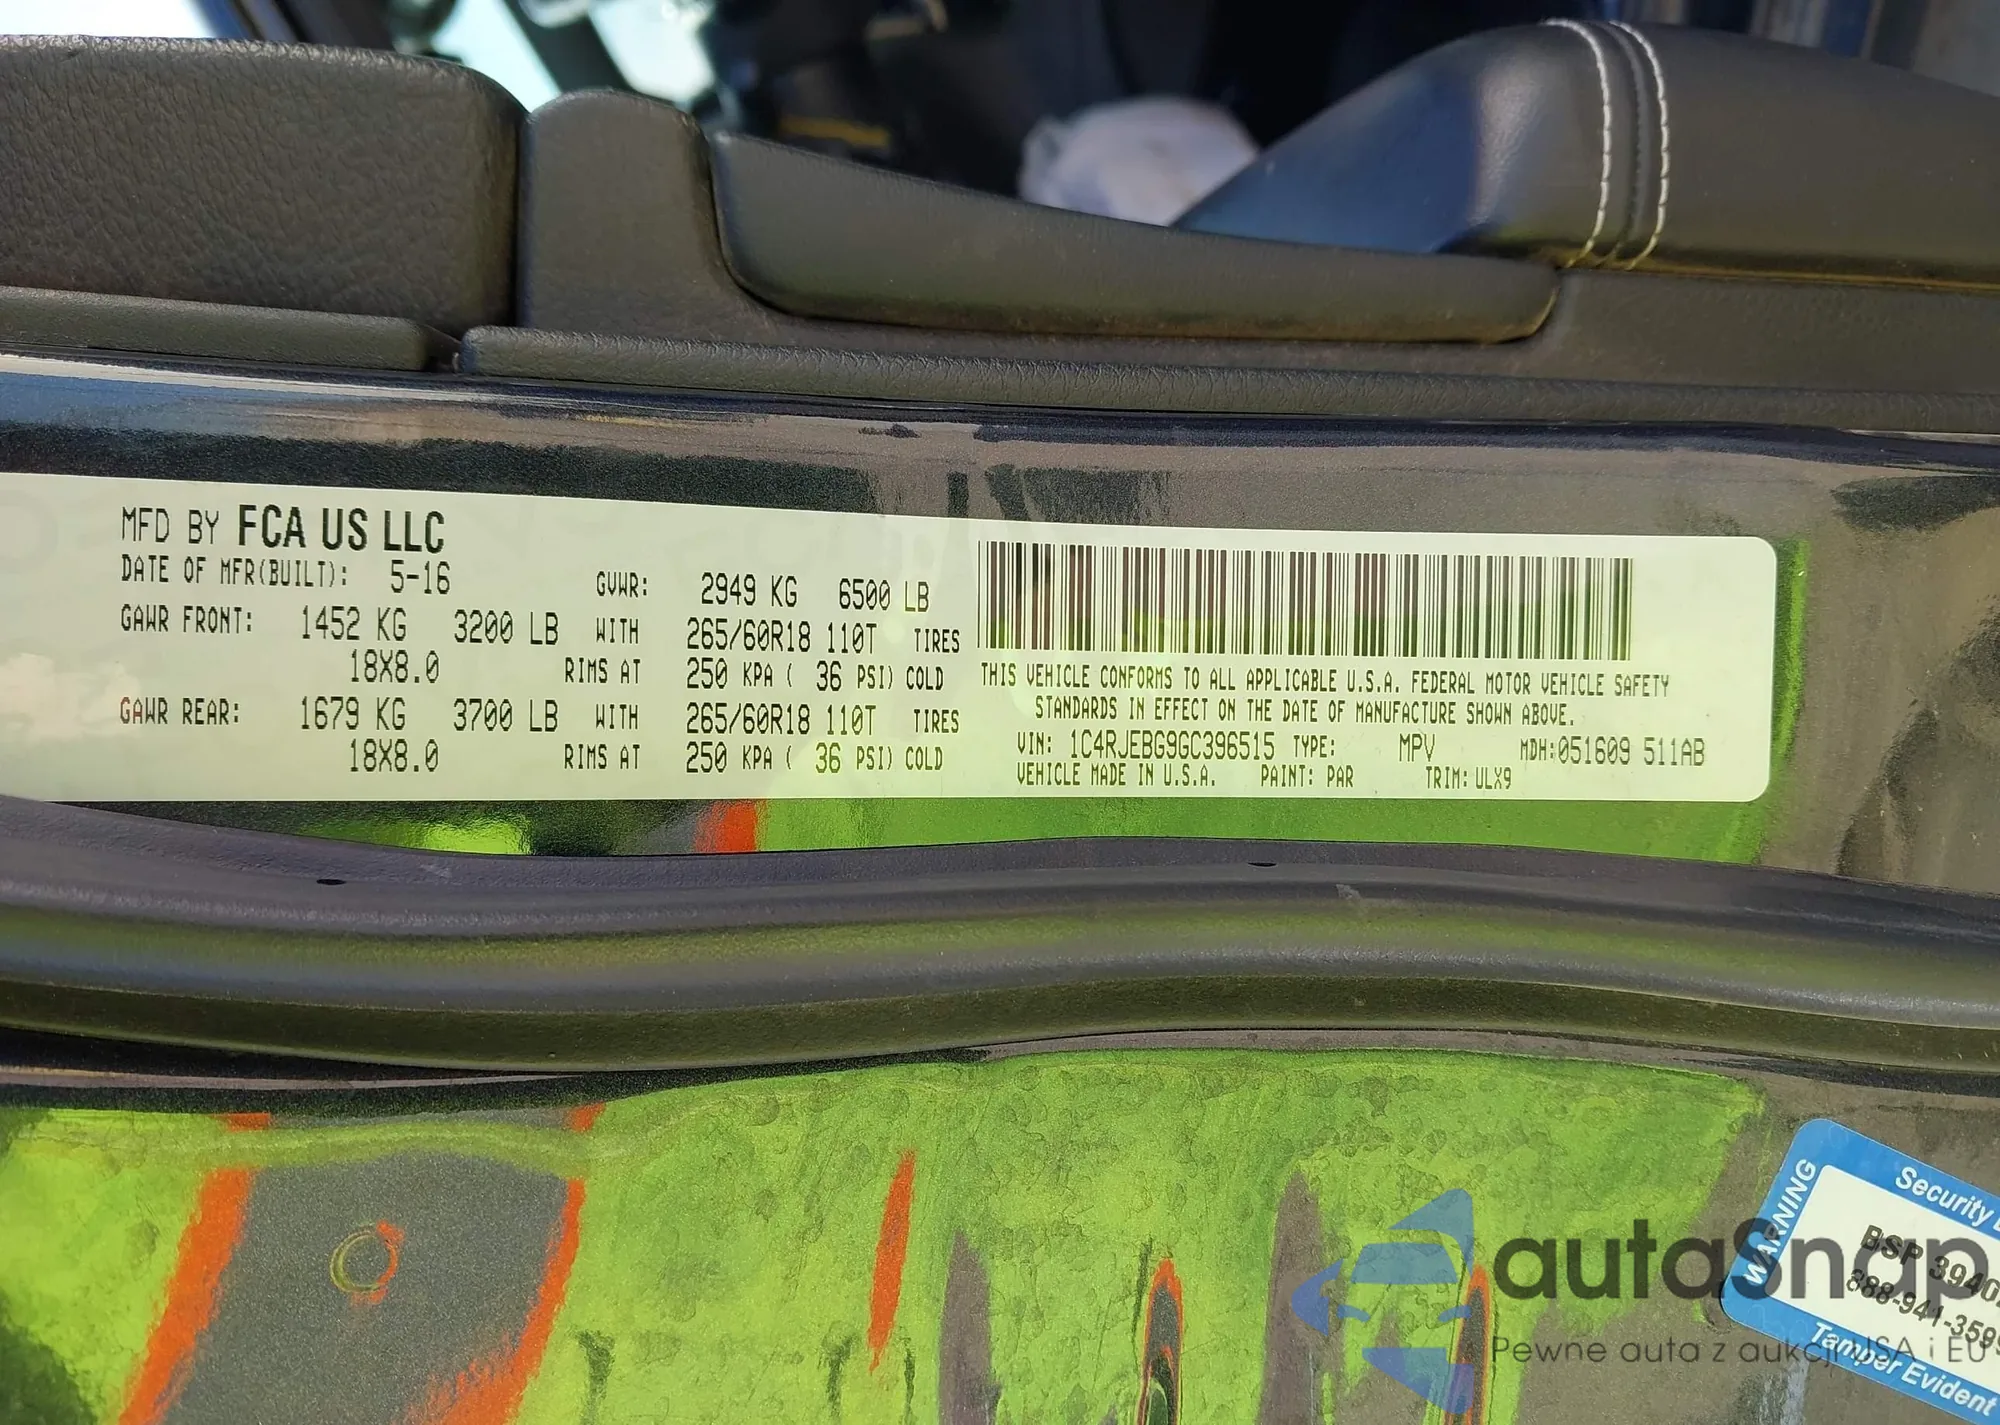 MFD BY FCA US LLC
DATE OF MFR(BUILT): 5-16 GVWR: 2949 KG 6500 LB
GAWR FRONT: 1452 KG 3200 LB WITH 265/60R18 110T TIRES
18X8.0 RIMS AT 250 KPA ( 36 PSI) COLD
GAWR REAR: 1679 KG 3700 LB WITH 265/60R18 110T TIRES
18X8.0 RIMS AT 250 KPA ( 36 PSI) COLD
THIS VEHICLE CONFORMS TO ALL APPLICABLE U.S.A. FEDERAL MOTOR VEHICLE SAFETY
STANDARDS IN EFFECT ON THE DATE OF MANUFACTURE SHOWN ABOVE.
VIN: 1C4RJEBG9GC396515 TYPE: MPV MDH:051609 511AB
VEHICLE MADE IN U.S.A. PAINT: PAR TRIM: ULX9
WARNING
Security
BSP
888-941-359
Tamper Evident
autoSnap
Pewne auta z aukcji USA i EU